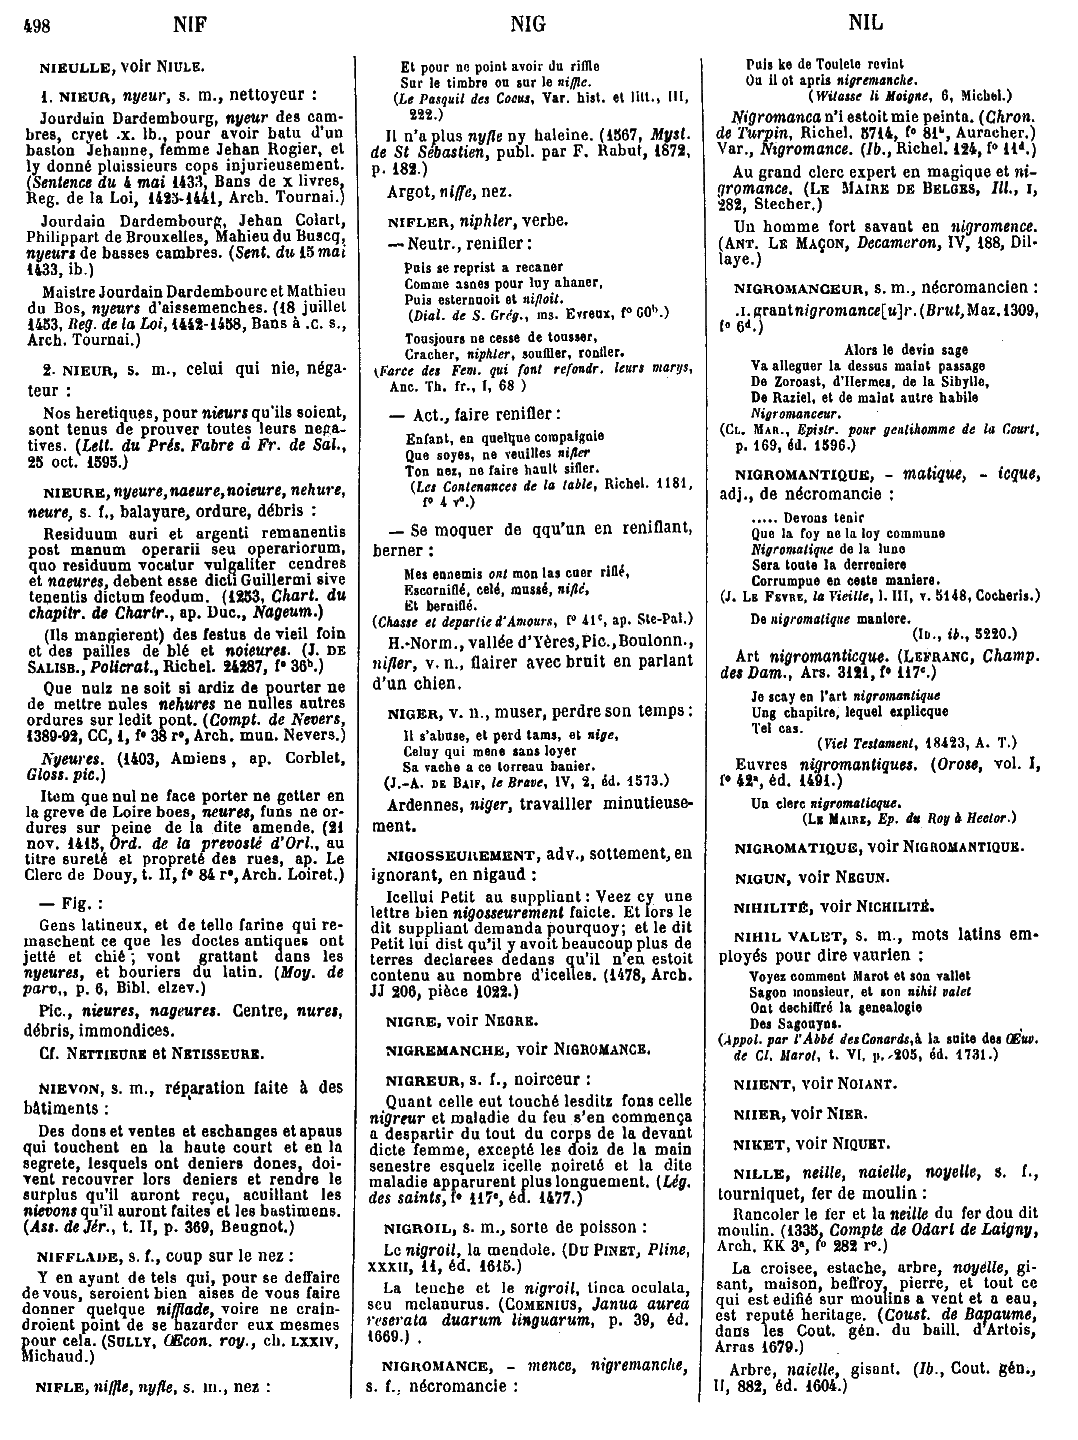 498 NIF NIG NIL
NIEULLE, voir NIULE.
1. NIEUR, nyeur, s. m., nettoyeur :
Jourdain Dardembourg, nyeur des cam-
bres, cryet .x. lb., pour avoir batu d'un
baston Jehanne, femme Jehan Rogier, et
ly donné pluisieurs cops injurieusement.
(Sentence du 4 mai 1433, Bans de x livres,
Reg. de la Loi, 1425-1441, Arch. Tournai.)
Jourdain Dardembourg, Jehan Colart,
Philippart de Brouxelles, Mahieu du Buscq,
nyeurs de basses cambres. (Sent. du 15 mai
1433, ib.)
Maistre Jourdain Dardembourc et Mathieu
du Bos, nyeurs d'aissemenches. (18 juillet
1453, Reg. de la Loi, 1442-1458, Bans à .c. s.,
Arch. Tournai.)
2. NIEUR, s. m., celui qui nie, néga-
teur :
Nos heretiques, pour nieurs qu'ils soient,
sont tenus de prouver toutes leurs nega-
tives. (Lett. du Prés. Fabre à Fr. de Sal.,
25 oct. 1595.)
NIEURE, nyeure, naeure, noieure, nehure,
neure, s. f., balayure, ordure, débris :
Residuum auri et argenti remanentis
post manum operarii seu operariorum,
quo residuum vocatur vulgaliter cendres
et naeures, debent esse dicti Guillermi sive
tenentis dictum feodum. (1253, Chart. du
chapitr. de Chartr., ap. Duc., Nageum.)
(Ils mangierent) des festus de vieil foin
et des pailles de blé et noieures. (J. DE
SALISB., Policrat., Richel. 24287, f° 36ᵇ.)
Que nulz ne soit si ardiz de pourter ne
de mettre nules nehures ne nulles autres
ordures sur ledit pont. (Compt. de Nevers,
1389-92, CC, 1, f° 38 r°, Arch. mun. Nevers.)
Nyeures. (1403, Amiens, ap. Corblet,
Gloss. pic.)
Item que nul ne face porter ne getter en
la greve de Loire boes, neures, funs ne or-
dures sur peine de la dite amende. (21
nov. 1415, Ord. de la prevosté d'Orl., au
titre sureté et propreté des rues, ap. Le
Clerc de Douy, t. II, f° 84 r°, Arch. Loiret.)
— Fig. :
Gens latineux, et de telle farine qui re-
maschent ce que les doctes antiques ont
jetté et chié ; vont grattant dans les
nyeures, et bouriers du latin. (Moy. de
parv., p. 6, Bibl. elzev.)
Pic., nieures, nageures. Centre, nures,
débris, immondices.
Cf. NETTIEURE et NETISSEURE.
NIEVON, s. m., réparation faite à des
bâtiments :
Des dons et ventes et eschanges et apaus
qui touchent en la haute court et en la
segrete, lesquels ont deniers dones, doi-
vent recouvrer lors deniers et rendre le
surplus qu'il auront reçu, acuillant les
nievons qu'il auront faites et les bastimens.
(Ass. de Jér., t. II, p. 369, Beugnot.)
NIFFLADE, s. f., coup sur le nez :
Y en ayant de tels qui, pour se deffaire
de vous, seroient bien aises de vous faire
donner quelque nifflade, voire ne crain-
droient point de se hazarder eux mesmes
pour cela. (SULLY, Œcon. roy., ch. LXXIV,
Michaud.)
NIFLE, niffle, nyfle, s. m., nez :
Et pour ne point avoir du riffle
Sur le timbre ou sur le niffle.
(Le Pasquil des Cocus, Var. hist. et litt., III,
222.)
Il n'a plus nyfle ny haleine. (1567, Myst.
de St Sébastien, publ. par F. Rabut, 1872,
p. 182.)
Argot, niffe, nez.
NIFLER, niphler, verbe.
— Neutr., renifler :
Puis se reprist a recaner
Comme asnes pour luy ahaner,
Puis esternuoit et nifloit.
(Dial. de S. Grég., ms. Evreux, f° 60ᵇ.)
Tousjours ne cesse de tousser,
Cracher, niphler, souffler, ronfler.
(Farce des Fem. qui font refondr. leurs marys,
Anc. Th. fr., I, 68 )
— Act., faire renifler :
Enfant, en quelque compaignie
Que soyes, ne veuilles nifler
Ton nez, ne faire hault sifler.
(Les Contenances de la table, Richel. 1181,
f° 4 v°.)
— Se moquer de qqu'un en reniflant,
berner :
Mes ennemis ont mon las cuer riflé,
Escorniflé, celé, mussé, niflé,
Et berniflé.
(Chasse et departie d'Amours, f° 41ᶜ, ap. Ste-Pal.)
H.-Norm., vallée d'Yères, Pic., Boulonn.,
nifler, v. n., flairer avec bruit en parlant
d'un chien.
NIGER, v. n., muser, perdre son temps :
Il s'abuse, et perd tams, et nige,
Celuy qui mene sans loyer
Sa vache a ce torreau banier.
(J.-A. DE BAIF, le Brave, IV, 2, éd. 1573.)
Ardennes, niger, travailler minutieuse-
ment.
NIGOSSEUREMENT, adv., sottement, en
ignorant, en nigaud :
Icellui Petit au suppliant : Veez cy une
lettre bien nigosseurement faicte. Et lors le
dit suppliant demanda pourquoy; et le dit
Petit lui dist qu'il y avoit beaucoup plus de
terres declarees dedans qu'il n'en estoit
contenu au nombre d'icelles. (1478, Arch.
JJ 206, pièce 1022.)
NIGRE, voir NEGRE.
NIGREMANCHE, voir NIGROMANCE.
NIGREUR, s. f., noirceur :
Quant celle eut touché lesditz fons celle
nigreur et maladie du feu s'en commença
a despartir du tout du corps de la devant
dicte femme, excepté les doiz de la main
senestre esquelz icelle noireté et la dite
maladie apparurent plus longuement. (Lég.
des saints, f° 117ᵉ, éd. 1477.)
NIGROIL, s. m., sorte de poisson :
Le nigroil, la mendole. (DU PINET, Pline,
XXXII, 11, éd. 1615.)
La tenche et le nigroil, tinca oculata,
seu melanurus. (COMENIUS, Janua aurea
reserata duarum linguarum, p. 39, éd.
1669.) .
NIGROMANCE, - mence, nigremanche,
s. f., nécromancie :
Puis ke de Toulete revint
Ou il ot apris nigremanche.
(Witasse li Moigne, 6, Michel.)
Nigromanca n'i estoit mie peinta. (Chron.
de Turpin, Richel. 5714, f° 81ᵇ, Auracher.)
Var., Nigromance. (Ib., Richel. 124, f° 11ᵈ.)
Au grand clerc expert en magique et ni-
gromance. (LE MAIRE DE BELGES, Ill., I,
282, Stecher.)
Un homme fort savant en nigromence.
(ANT. LE MAÇON, Decameron, IV, 188, Dil-
laye.)
NIGROMANCEUR, s. m., nécromancien :
.I. grant nigromance[u]r. (Brut, Maz. 1309,
f° 6ᵈ.)
Alors le devin sage
Va alleguer la dessus maint passage
De Zoroast, d'Hermes, de la Sibylle,
De Raziel, et de maint autre habile
Nigromanceur.
(CL. MAR., Epistr. pour gentilhomme de la Court,
p. 169, éd. 1596.)
NIGROMANTIQUE, - matique, - icque,
adj., de nécromancie :
..... Devons tenir
Que la foy ne la loy commune
Nigromatique de la lune
Sera toute la derreniere
Corrumpue en ceste maniere.
(J. LE FEVRE, la Vieille, l. III, v. 5148, Cocheris.)
De nigromatique maniere.
(ID., ib., 5220.)
Art nigromanticque. (LEFRANC, Champ.
des Dam., Ars. 3121, f° 117ᶜ.)
Je scay en l'art nigromantique
Ung chapitre, lequel explicque
Tel cas.
(Viel Testament, 18423, A. T.)
Euvres nigromantiques. (Orose, vol. I,
f° 42ᵃ, éd. 1491.)
Un clerc nigromaticque.
(LE MAIRE, Ep. du Roy à Hector.)
NIGROMATIQUE, voir NIGROMANTIQUE.
NIGUN, voir NEGUN.
NIHILITÉ, voir NICHILITÉ.
NIHIL VALET, s. m., mots latins em-
ployés pour dire vaurien :
Voyez comment Marot et son vallet
Sagon monsieur, et son nihil valet
Ont dechiffré la genealogie
Des Sagouyns.
(Appol. par l'Abbé des Conards, à la suite des Œuv.
de Cl. Marot, t. VI, p. 205, éd. 1731.)
NIIENT, voir NOIANT.
NIIER, voir NIER.
NIKET, voir NIQUET.
NILLE, neille, naielle, noyelle, s. f.,
tourniquet, fer de moulin :
Rancoler le fer et la neille du fer dou dit
moulin. (1335, Compte de Odart de Laigny,
Arch. KK 3ᵃ, f° 282 r°.)
La croisee, estache, arbre, noyelle, gi-
sant, maison, beffroy, pierre, et tout ce
qui est edifié sur moulins a vent et a eau,
est reputé heritage. (Coust. de Bapaume,
dans les Cout. gén. du baill. d'Artois,
Arras 1679.)
Arbre, naielle, gisant. (Ib., Cout. gén.,
II, 882, éd. 1604.)